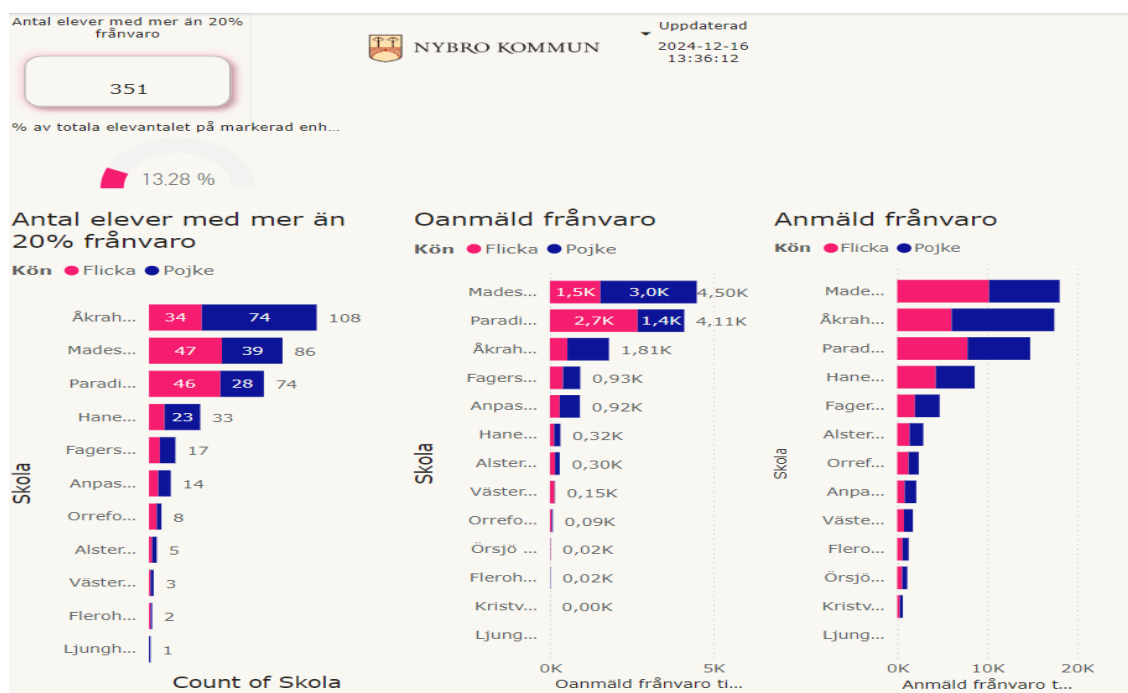 Antal elever med mer än 20%
frånvaro
351
% av totala elevantalet på markerad enh...
13.28 %
NYBRO KOMMUN
Uppdaterad
2024-12-16
13:36:12
Antal elever med mer än
20% frånvaro
Kön Flicka Pojke
Skola
Åkrah... 34 74 108
Mades... 47 39 86
Paradi... 46 28 74
Hane... 23 33
Fagers... 17
Anpas... 14
Orrefo... 8
Alster... 5
Väster... 3
Fleroh... 2
Ljungh... 1
Count of Skola
Oanmäld frånvaro
Kön Flicka Pojke
Skola
Mades... 1,5K 3,0K 4,50K
Paradi... 2,7K 1,4K 4,11K
Åkrah... 1,81K
Fagers... 0,93K
Anpas... 0,92K
Hane... 0,32K
Alster... 0,30K
Väster... 0,15K
Orrefo... 0,09K
Örsjö ... 0,02K
Fleroh... 0,02K
Kristv... 0,00K
Ljung...
0K 5K
Oanmäld frånvaro ti...
Anmäld frånvaro
Kön Flicka Pojke
Skola
Made...
Åkrah...
Parad...
Hane...
Fager...
Alster...
Orref...
Anpa...
Väste...
Flero...
Örsjö...
Kristv...
Ljung...
0K 10K 20K
Anmäld frånvaro t...